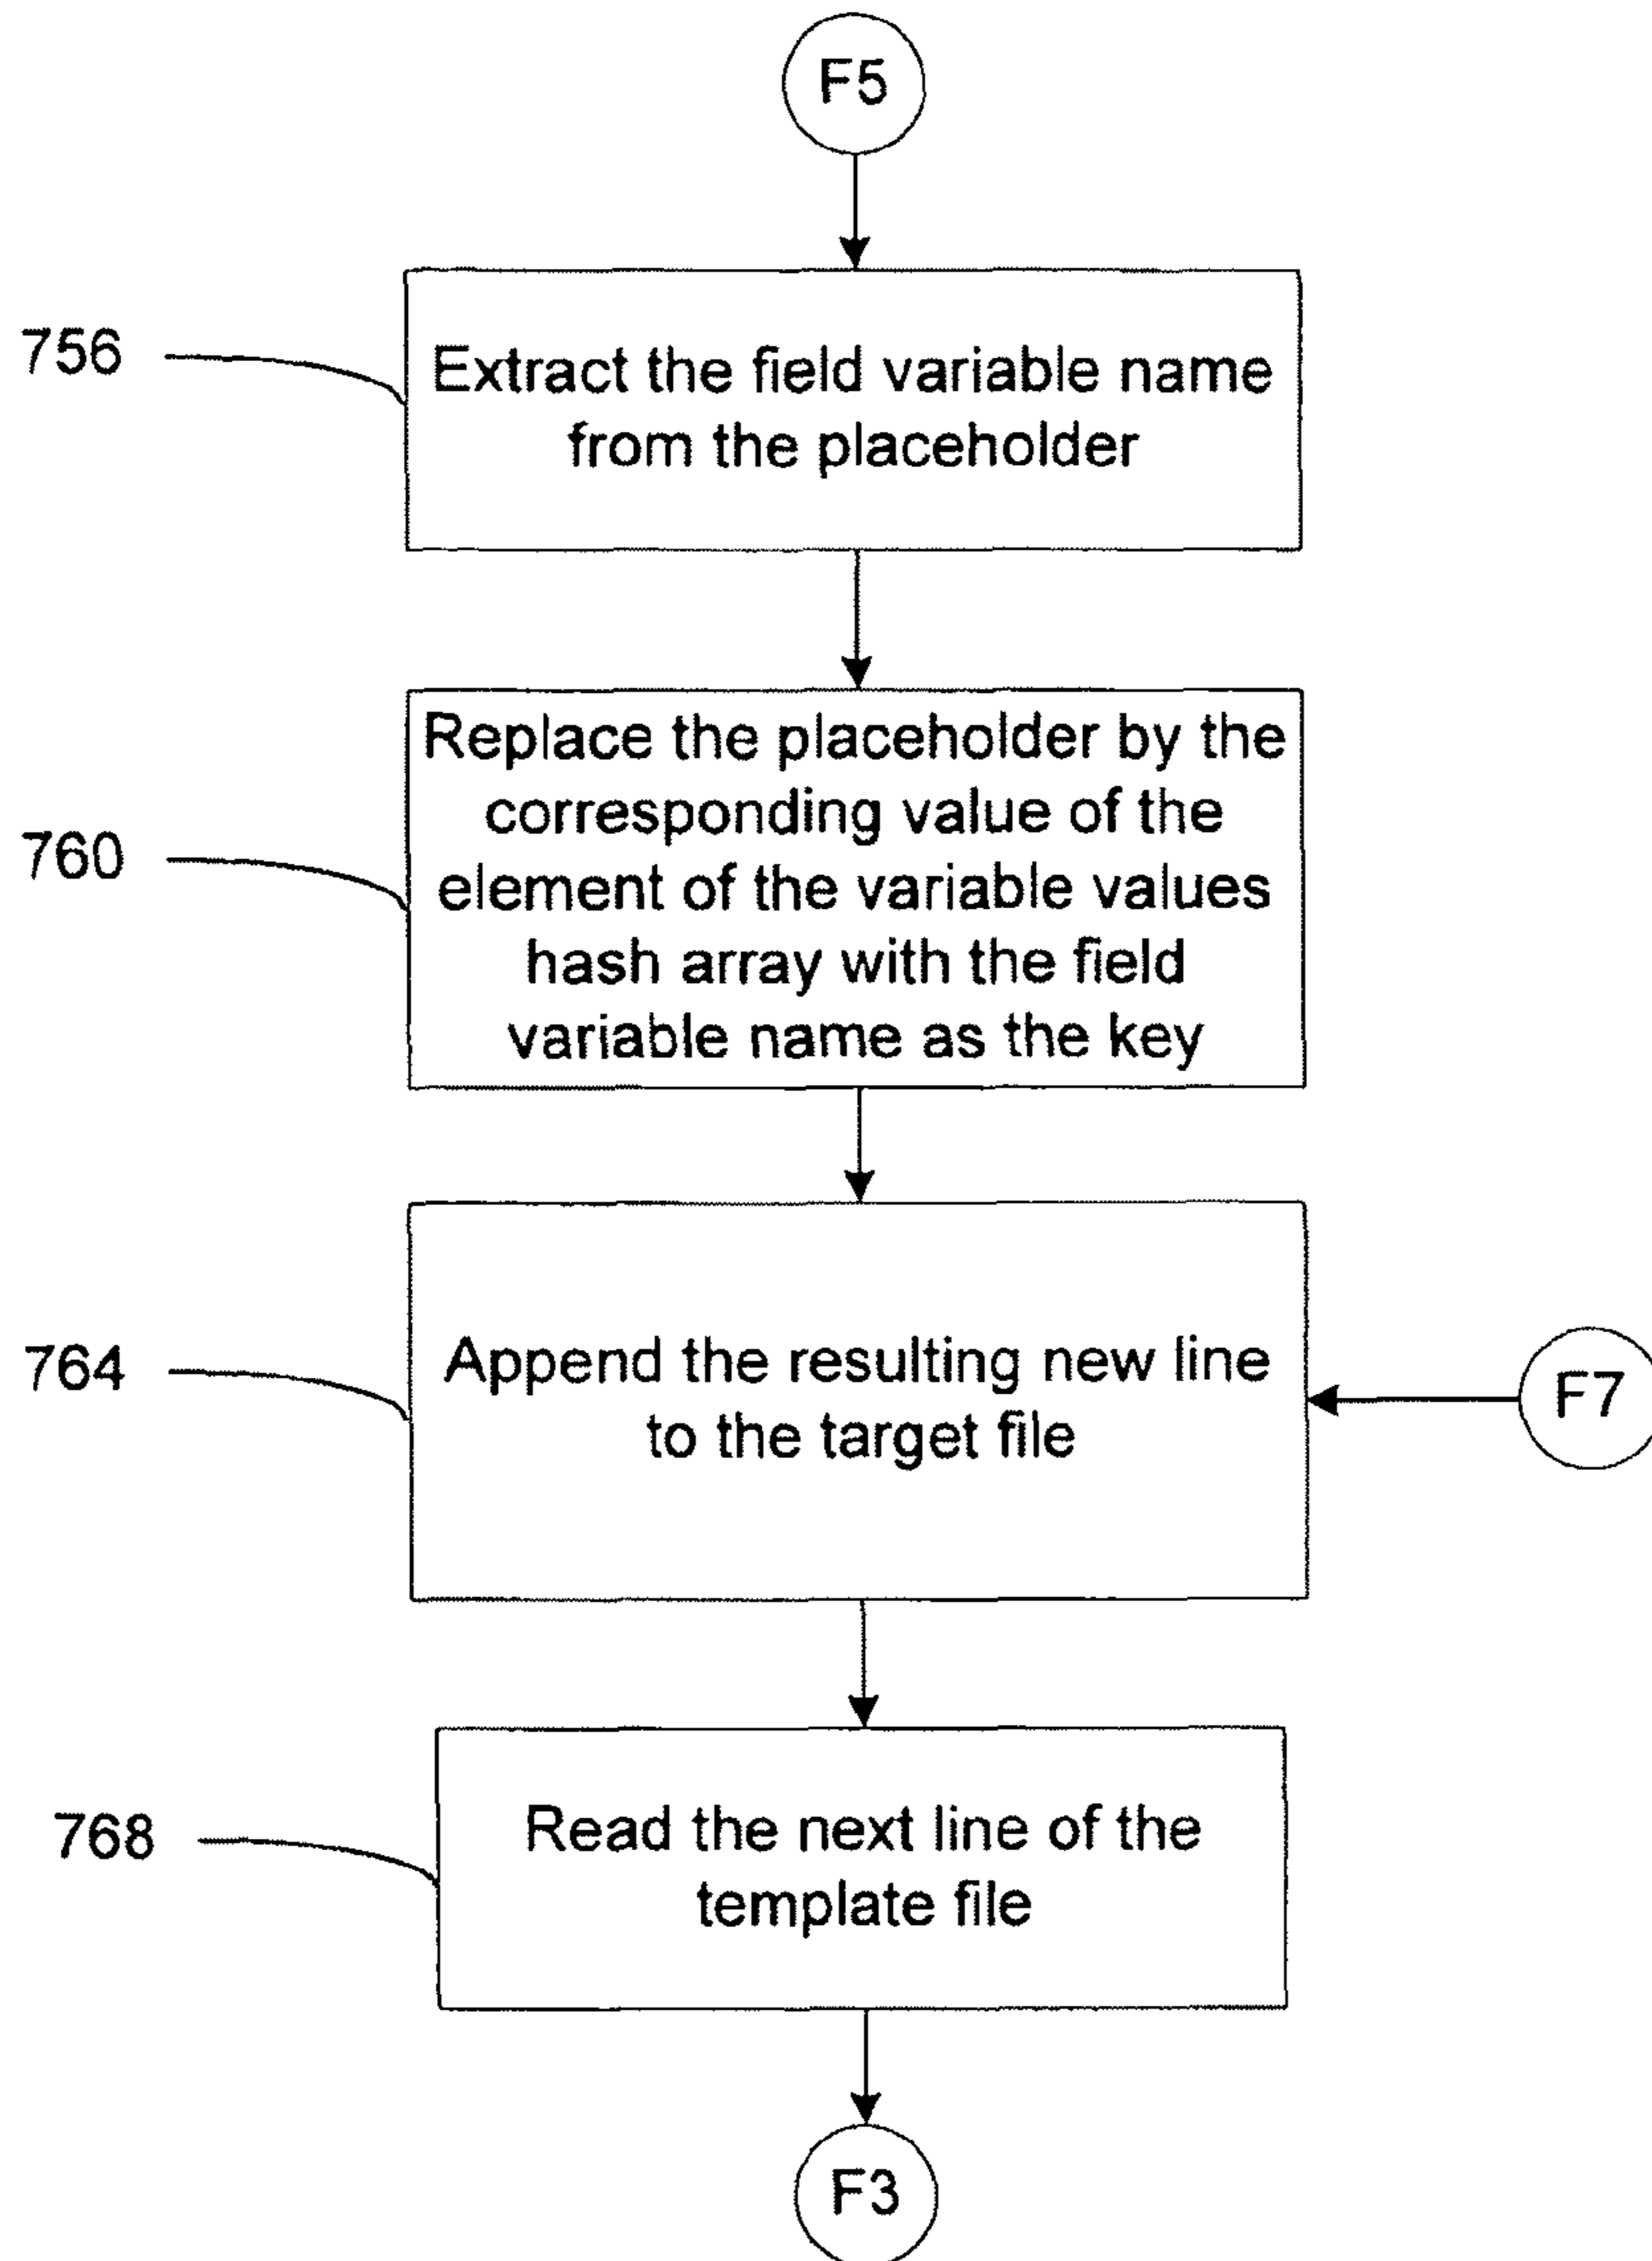 F5
756
Extract the field variable name
from the placeholder
760
Replace the placeholder by the
corresponding value of the
element of the variable values
hash array with the field
variable name as the key
764
Append the resulting new line
to the target file
F7
768
Read the next line of the
template file
F3